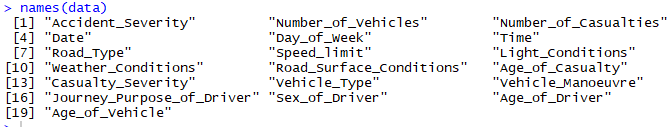 > names(data)
[1] "Accident_Severity" "Number_of_Vehicles" "Number_of_Casualties"
[4] "Date" "Day_of_Week" "Time"
[7] "Road_Type" "Speed_limit" "Light_Conditions"
[10] "Weather_Conditions" "Road_Surface_Conditions" "Age_of_Casualty"
[13] "Casualty_Severity" "Vehicle_Type" "Vehicle_Manoeuvre"
[16] "Journey_Purpose_of_Driver" "Sex_of_Driver" "Age_of_Driver"
[19] "Age_of_Vehicle"
>